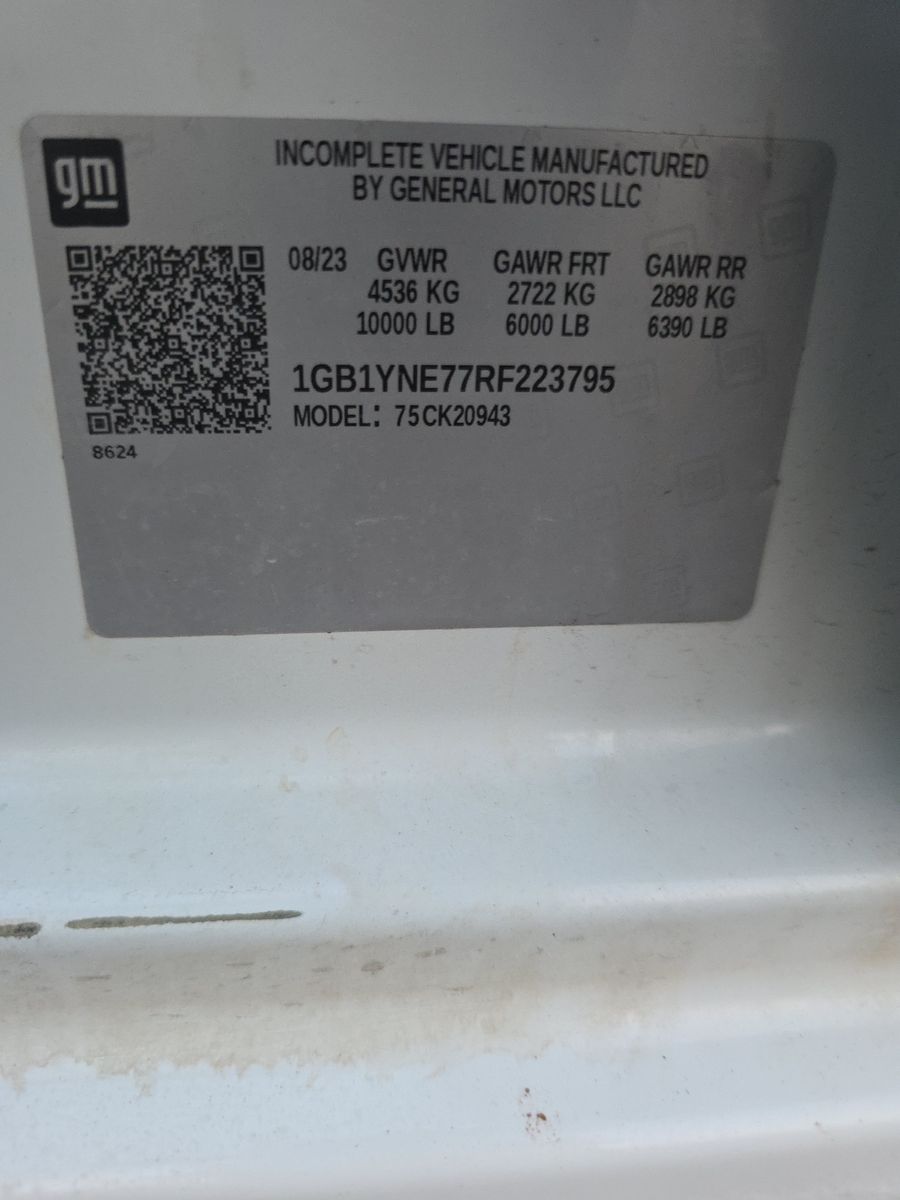 gm
INCOMPLETE VEHICLE MANUFACTURED
BY GENERAL MOTORS LLC
08/23 GVWR GAWR FRT GAWR RR
4536 KG 2722 KG 2898 KG
10000 LB 6000 LB 6390 LB
1GB1YNE77RF223795
MODEL: 75CK20943
8624